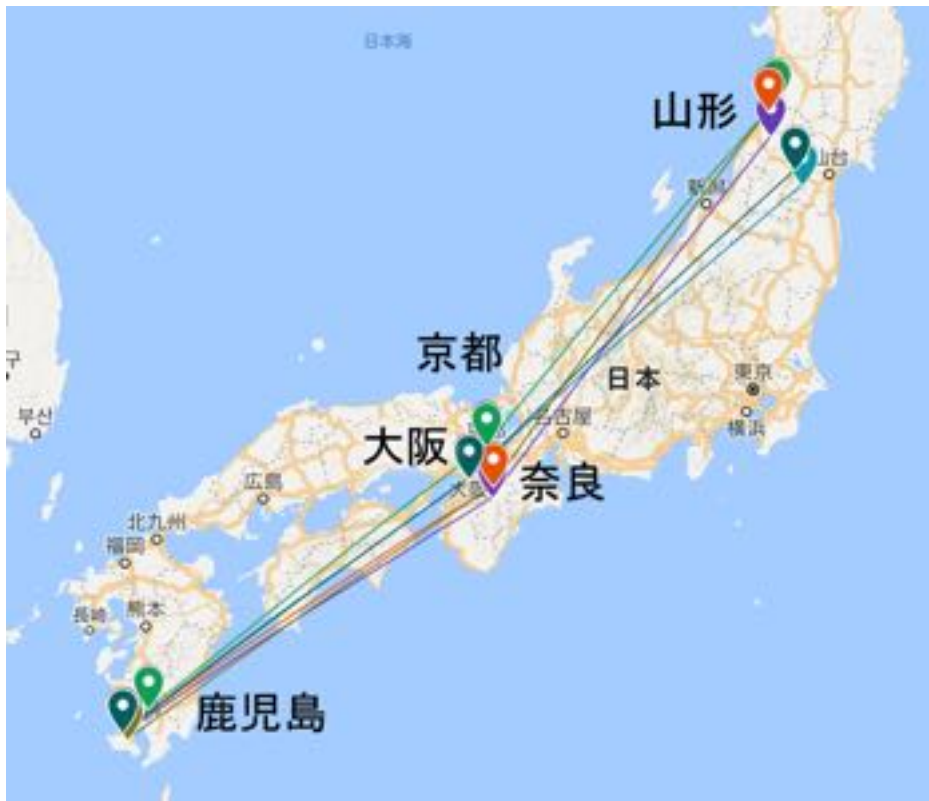 日本海
山形
山台
新潟
京都
日本
東京
名古屋
横浜
大阪
奈良
부산
広島
北九州
福岡
長崎
熊本
鹿児島
구